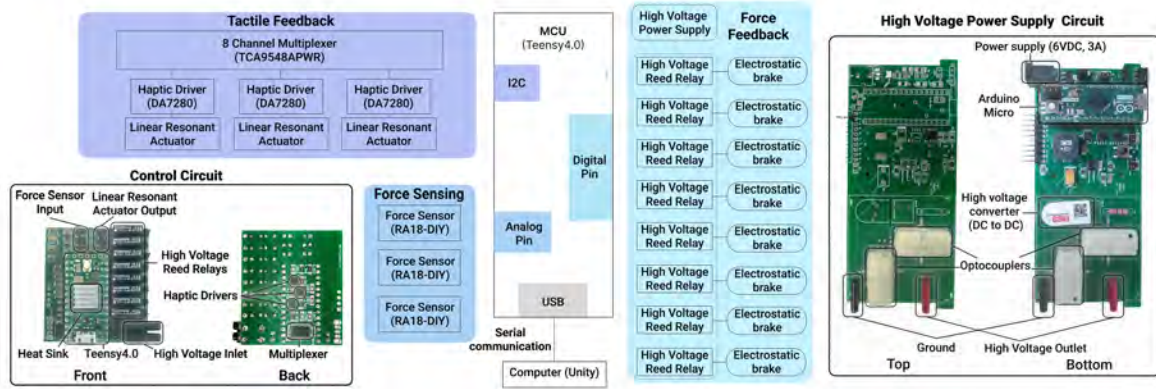 Tactile Feedback
8 Channel Multiplexer
(TCA9548APWR)
Haptic Driver
(DA7280)
Haptic Driver
(DA7280)
Haptic Driver
(DA7280)
Linear Resonant
Actuator
Linear Resonant
Actuator
Linear Resonant
Actuator
Control Circuit
Force Sensor
Input
Linear Resonant
Actuator Output
High Voltage
Reed Relays
Haptic Drivers
Heat Sink
Teensy4.0
High Voltage Inlet
Multiplexer
Front
Back
Force Sensing
Force Sensor
(RA18-DIY)
Force Sensor
(RA18-DIY)
Force Sensor
(RA18-DIY)
MCU
(Teensy4.0)
I2C
Digital
Pin
Analog
Pin
USB
Serial
communication
Computer (Unity)
High Voltage
Power Supply
Force
Feedback
High Voltage
Reed Relay
Electrostatic
brake
High Voltage
Reed Relay
Electrostatic
brake
High Voltage
Reed Relay
Electrostatic
brake
High Voltage
Reed Relay
Electrostatic
brake
High Voltage
Reed Relay
Electrostatic
brake
High Voltage
Reed Relay
Electrostatic
brake
High Voltage
Reed Relay
Electrostatic
brake
High Voltage
Reed Relay
Electrostatic
brake
High Voltage Power Supply Circuit
Power supply (6VDC, 3A)
Arduino
Micro
High voltage
converter
(DC to DC)
Optocouplers
Ground
High Voltage Outlet
Top
Bottom